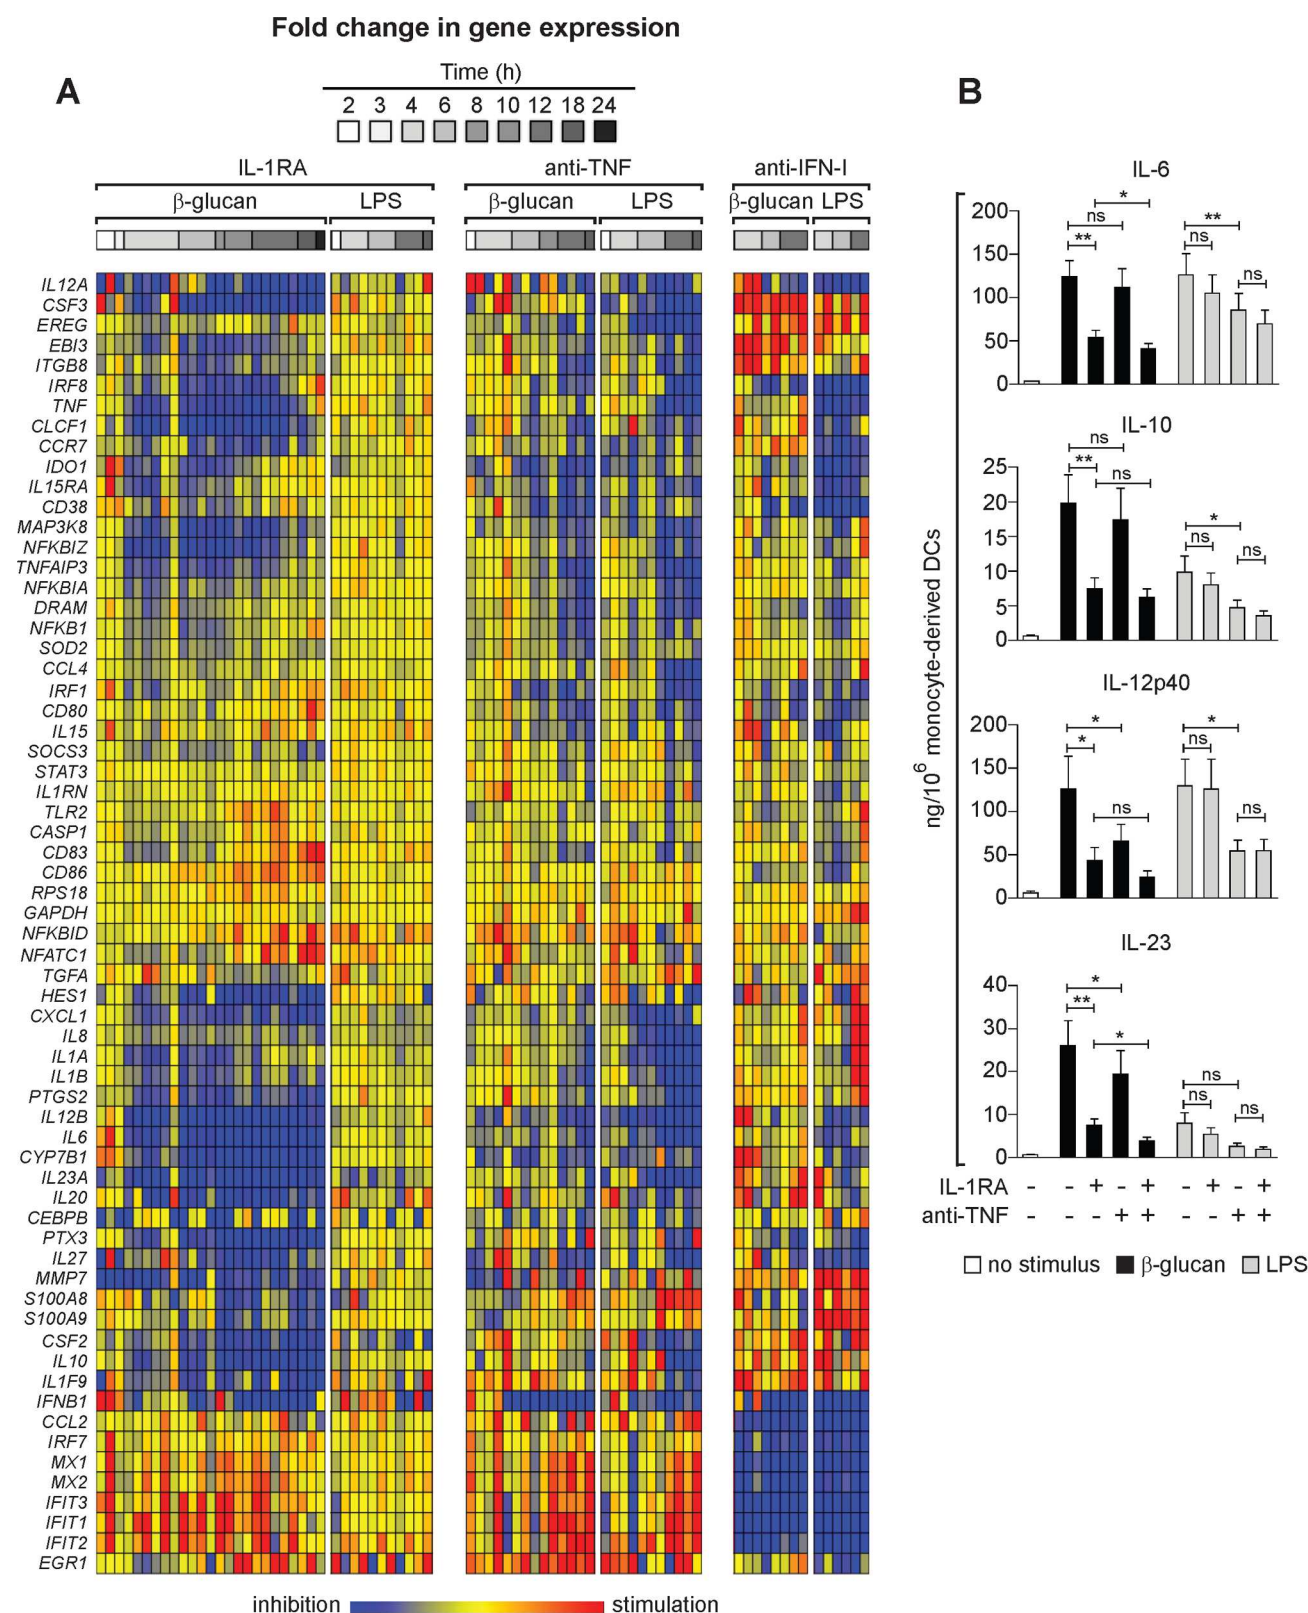 Fold change in gene expression
A
Time (h)
2 3 4 6 8 10 12 18 24
IL-1RA anti-TNF anti-IFN-I
β-glucan LPS β-glucan LPS β-glucan LPS
IL12A
CSF3
EREG
EBI3
ITGB8
IRF8
TNF
CLCF1
CCR7
IDO1
IL15RA
CD38
MAP3K8
NFKBIZ
TNFAIP3
NFKBIA
DRAM
NFKB1
SOD2
CCL4
IRF1
CD80
IL15
SOCS3
STAT3
IL1RN
TLR2
CASP1
CD83
CD86
RPS18
GAPDH
NFKBID
NFATC1
TGFA
HES1
CXCL1
IL8
IL1A
IL1B
PTGS2
IL12B
IL6
CYP7B1
IL23A
IL20
CEBPB
PTX3
IL27
MMP7
S100A8
S100A9
CSF2
IL10
IL1F9
IFNB1
CCL2
IRF7
MX1
MX2
IFIT3
IFIT1
IFIT2
EGR1
inhibition stimulation
B
ng/10⁶ monocyte-derived DCs
IL-6
200
150
100
50
0
*
ns
**
**
ns
ns
IL-10
25
20
15
10
5
0
ns
**
ns
*
ns
ns
IL-12p40
200
150
100
50
0
*
*
ns
*
ns
ns
IL-23
40
30
20
10
0
*
**
*
ns
ns
ns
IL-1RA - - + - + - + - +
anti-TNF - - - + + - - + +
no stimulus β-glucan LPS